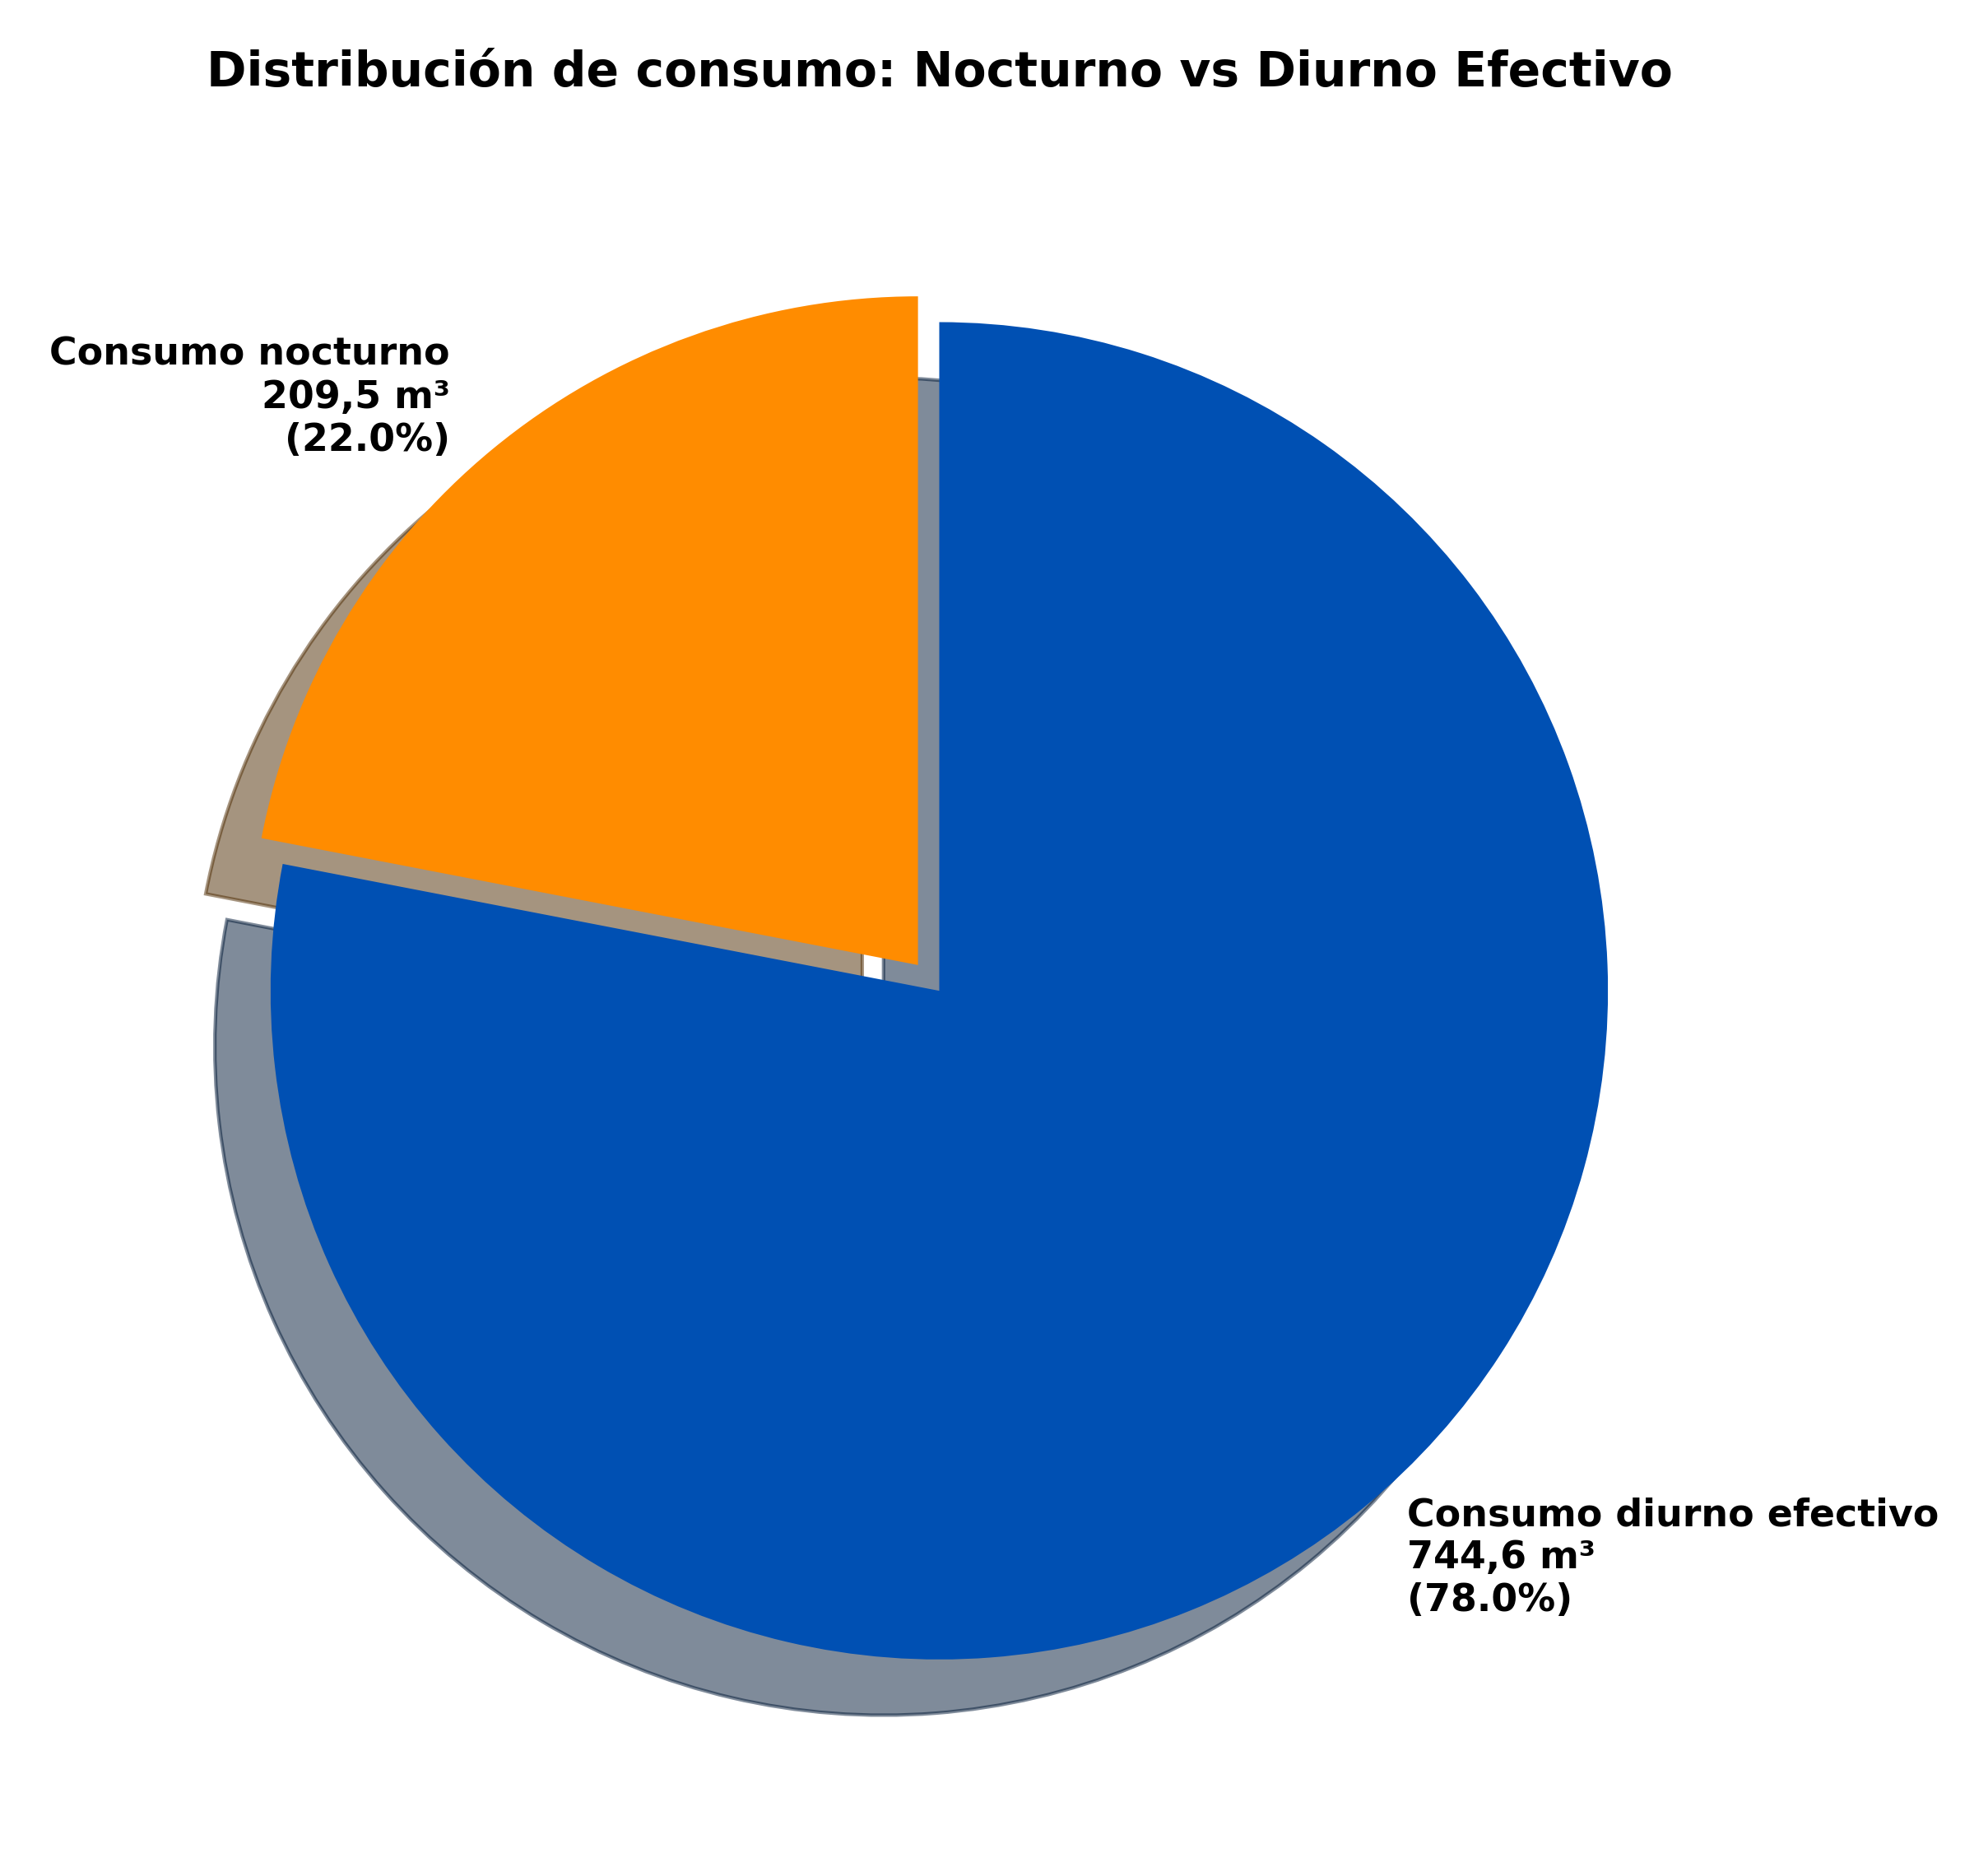 Distribución de consumo: Nocturno vs Diurno Efectivo
Consumo nocturno
209,5 m³
(22.0%)
Consumo diurno efectivo
744,6 m³
(78.0%)